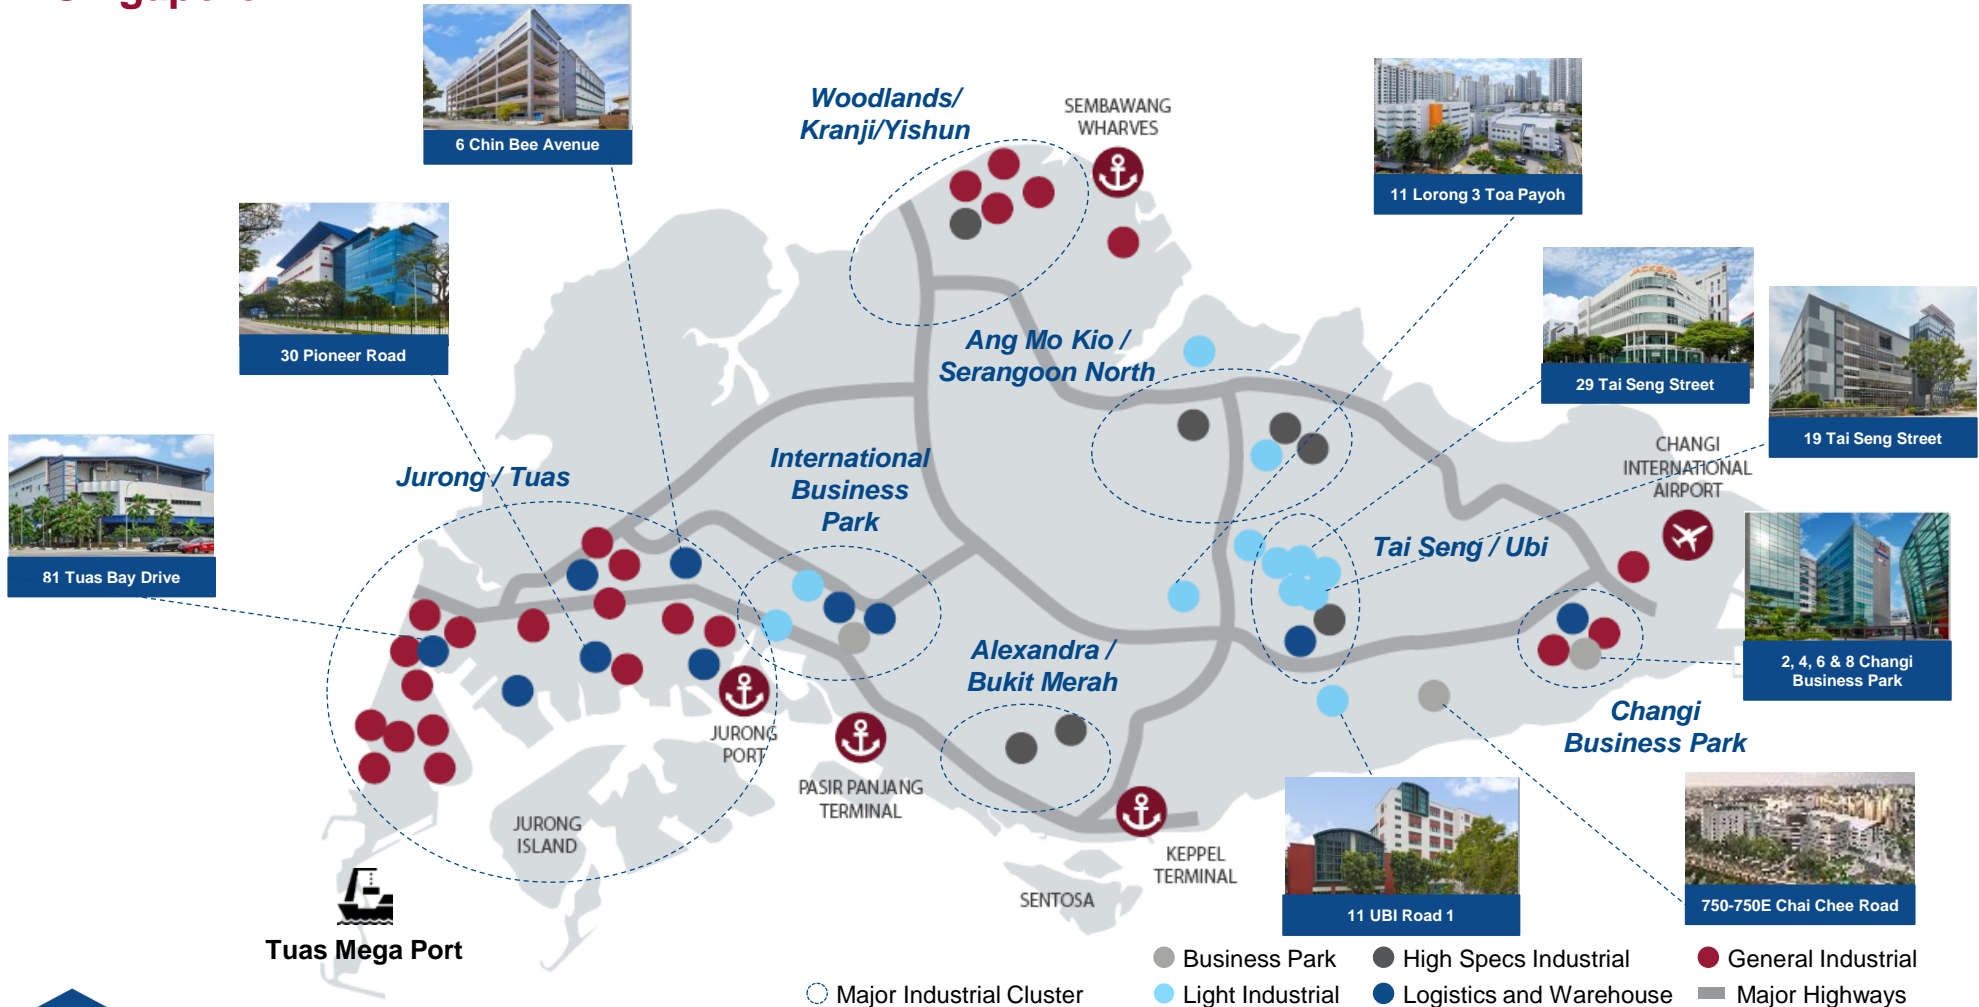 6 Chin Bee Avenue
Woodlands/
Kranji/Yishun
SEMBAWANG
WHARVES
11 Lorong 3 Toa Payoh
30 Pioneer Road
Ang Mo Kio /
Serangoon North
29 Tai Seng Street
19 Tai Seng Street
81 Tuas Bay Drive
Jurong / Tuas
International
Business
Park
Tai Seng / Ubi
CHANGI
INTERNATIONAL
AIRPORT
2, 4, 6 & 8 Changi
Business Park
Alexandra /
Bukit Merah
Changi
Business Park
JURONG
PORT
PASIR PANJANG
TERMINAL
JURONG
ISLAND
KEPPEL
TERMINAL
SENTOSA
11 UBI Road 1
750-750E Chai Chee Road
Tuas Mega Port
Business Park
High Specs Industrial
General Industrial
Major Industrial Cluster
Light Industrial
Logistics and Warehouse
Major Highways